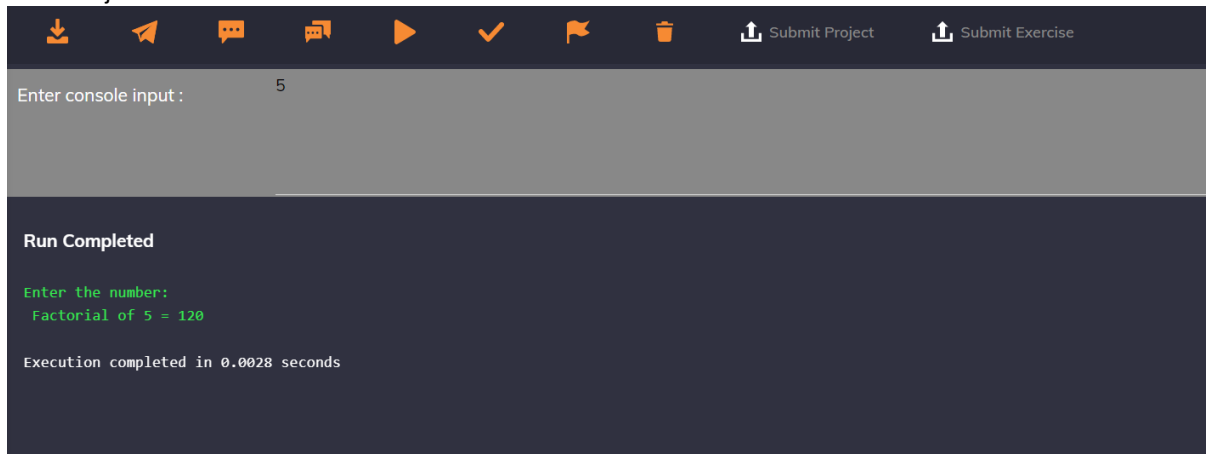 Submit Project Submit Exercise
Enter console input : 5
Run Completed
Enter the number:
Factorial of 5 = 120
Execution completed in 0.0028 seconds